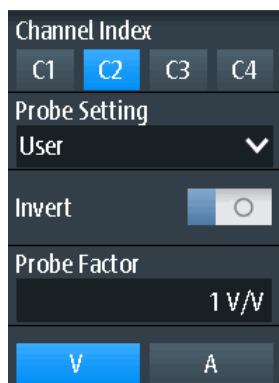 Channel Index
C1 C2 C3 C4
Probe Setting
User
Invert
Probe Factor
1 V/V
V A